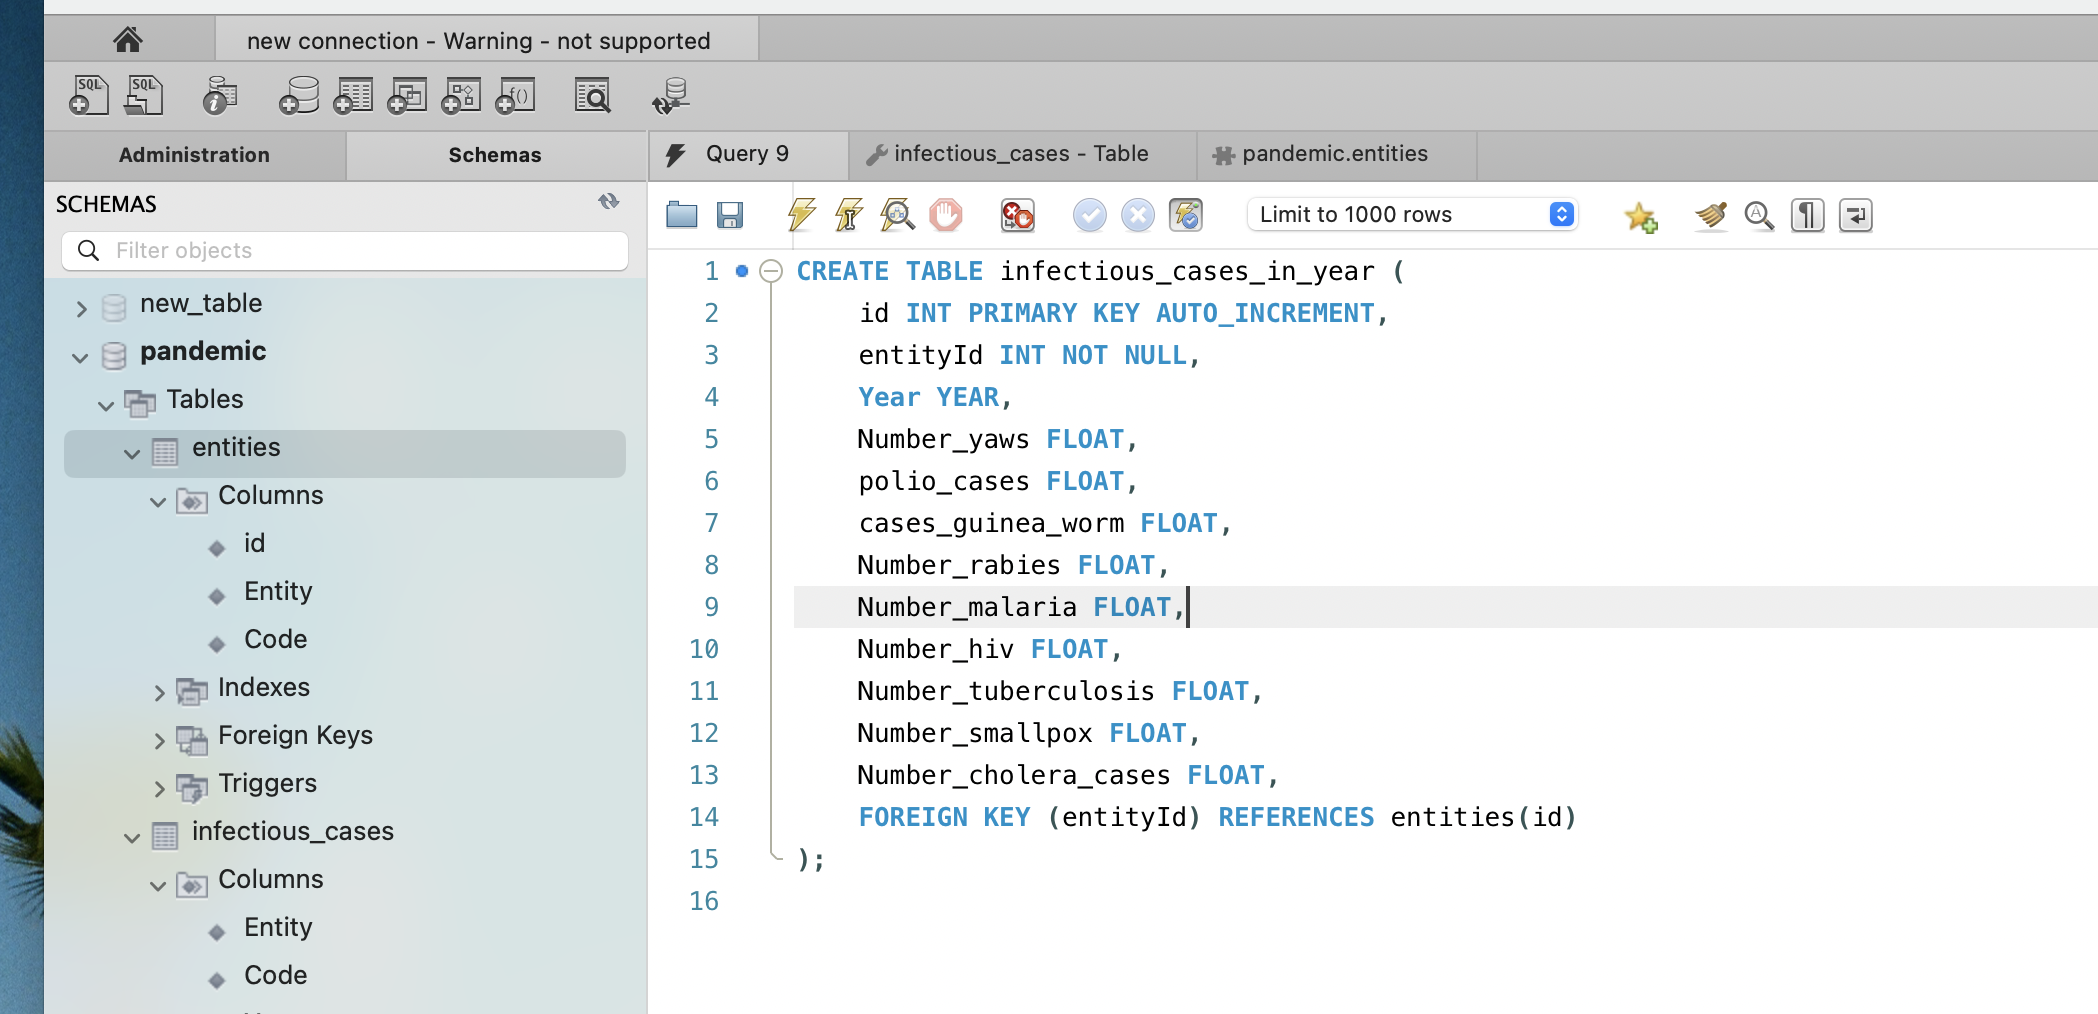 new connection - Warning - not supported
SQL
SQL
i
f()
Administration
Schemas
Query 9
infectious_cases - Table
pandemic.entities
SCHEMAS
Filter objects
Limit to 1000 rows
new_table
pandemic
Tables
entities
Columns
id
Entity
Code
Indexes
Foreign Keys
Triggers
infectious_cases
Columns
Entity
Code
1 CREATE TABLE infectious_cases_in_year (
2 id INT PRIMARY KEY AUTO_INCREMENT,
3 entityId INT NOT NULL,
4 Year YEAR,
5 Number_yaws FLOAT,
6 polio_cases FLOAT,
7 cases_guinea_worm FLOAT,
8 Number_rabies FLOAT,
9 Number_malaria FLOAT,
10 Number_hiv FLOAT,
11 Number_tuberculosis FLOAT,
12 Number_smallpox FLOAT,
13 Number_cholera_cases FLOAT,
14 FOREIGN KEY (entityId) REFERENCES entities(id)
15 );
16